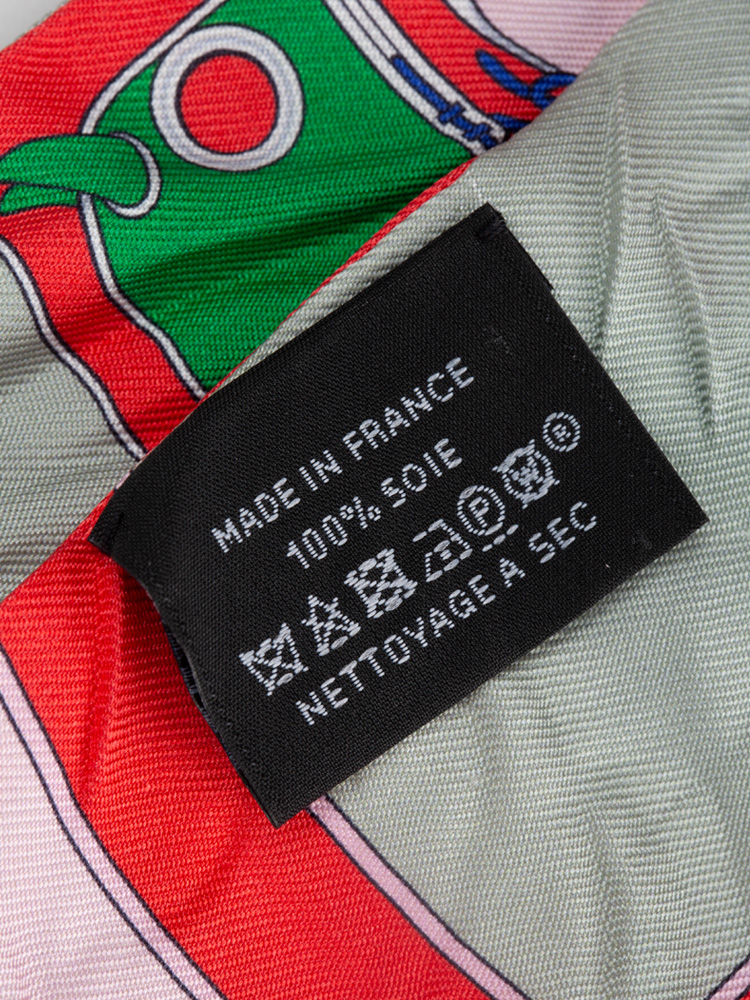 MADE IN FRANCE
100% SOIE
P W ®
NETTOYAGE A SEC